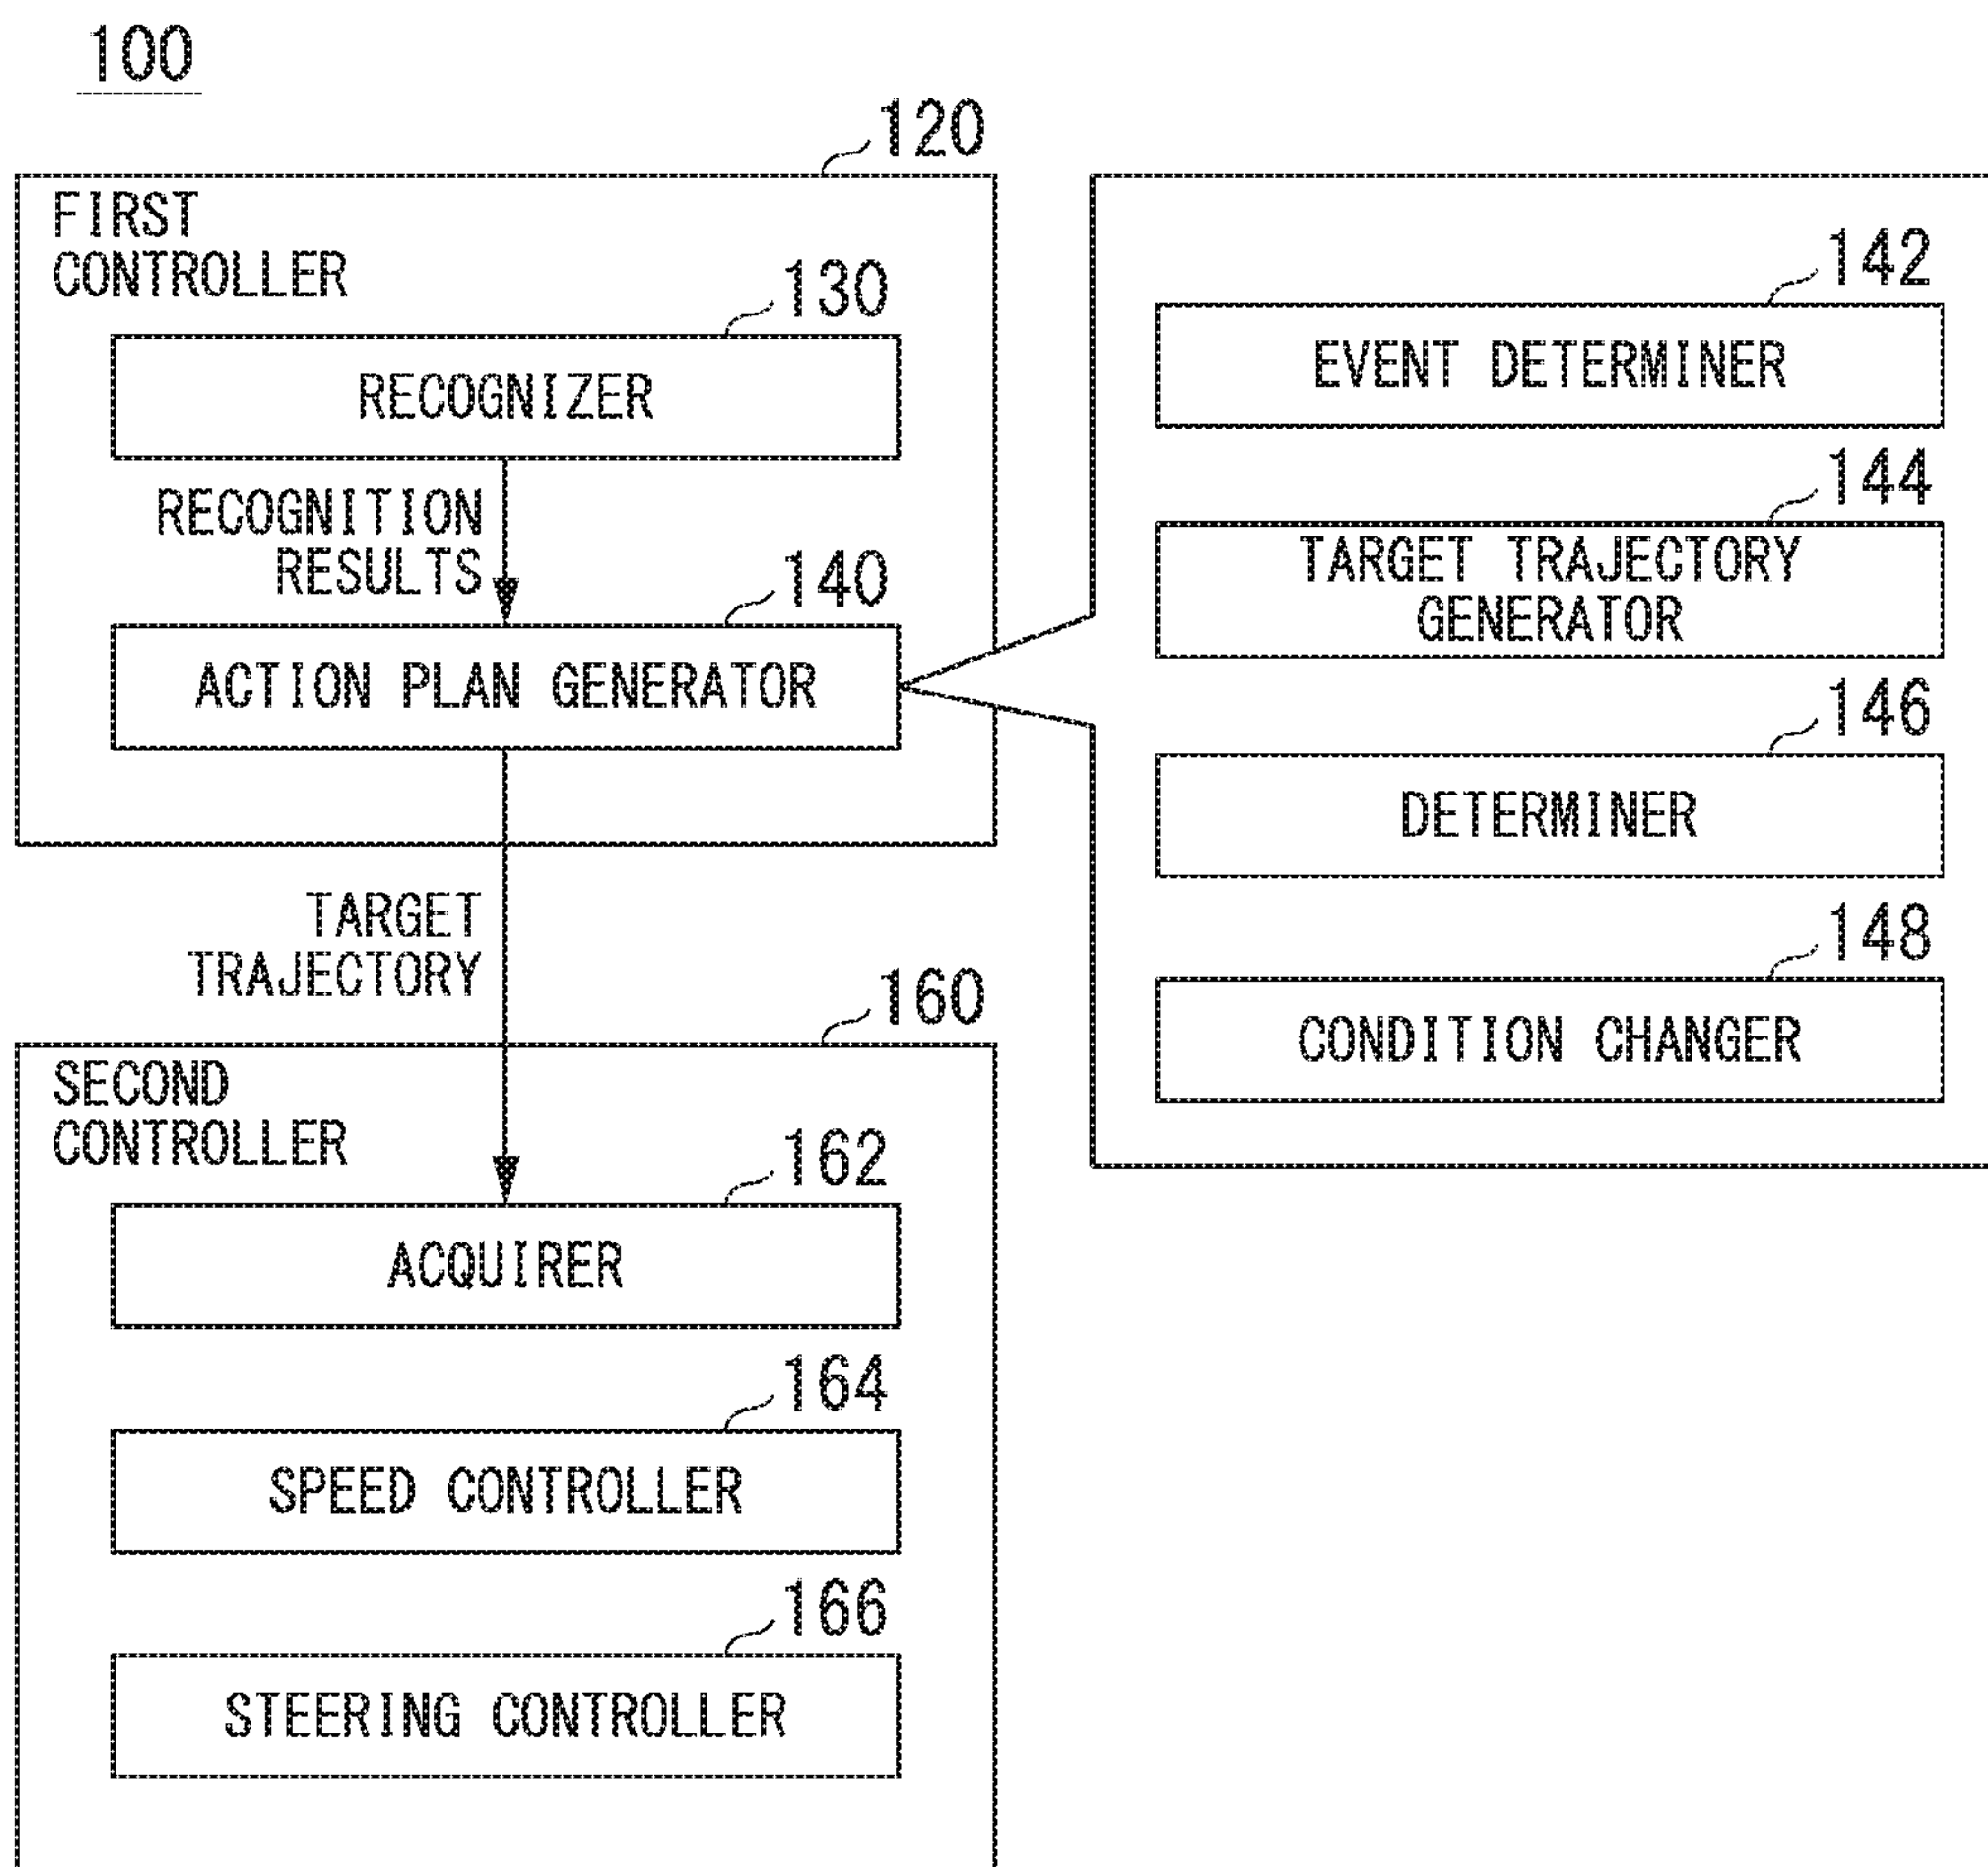 100
120
FIRST
CONTROLLER
130
RECOGNIZER
RECOGNITION
RESULTS
140
ACTION PLAN GENERATOR
142
EVENT DETERMINER
144
TARGET TRAJECTORY
GENERATOR
146
DETERMINER
148
CONDITION CHANGER
TARGET
TRAJECTORY
160
SECOND
CONTROLLER
162
ACQUIRER
164
SPEED CONTROLLER
166
STEERING CONTROLLER